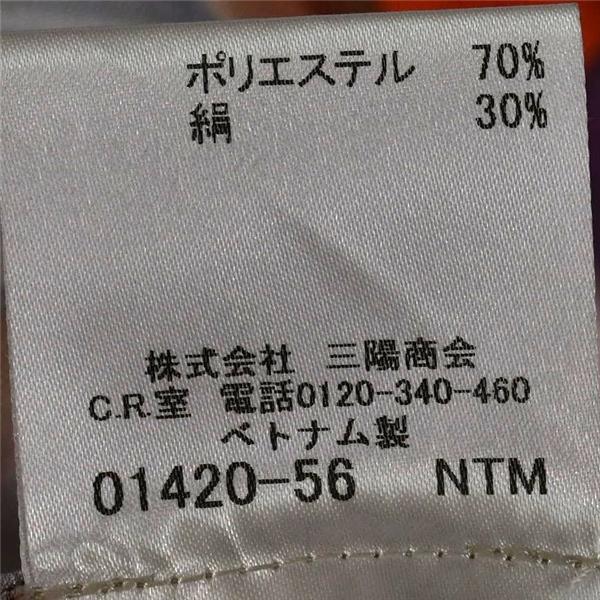 ポリエステル 70%
絹 30%
株式会社 三陽商会
C.R.室 電話0120-340-460
ベトナム製
01420-56 NTM